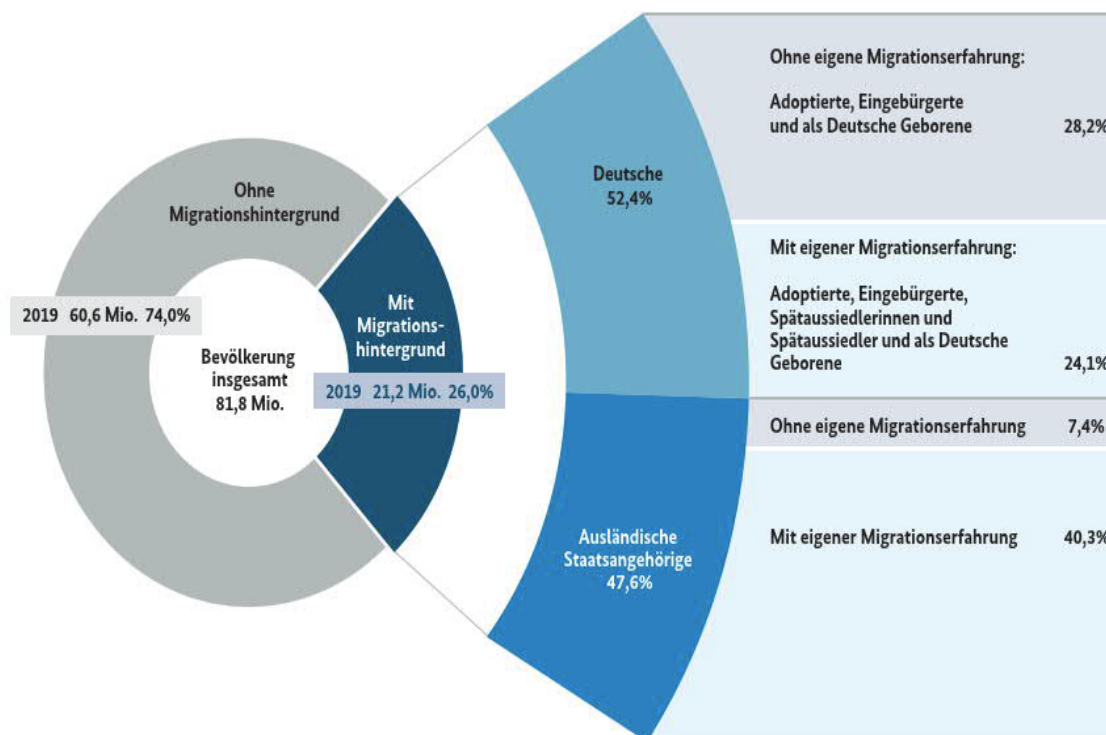 Ohne
Migrationshintergrund
2019 60,6 Mio. 74,0%
Bevölkerung
insgesamt
81,8 Mio.
Mit
Migrations-
hintergrund
2019 21,2 Mio. 26,0%
Deutsche
52,4%
Ausländische
Staatsangehörige
47,6%
Ohne eigene Migrationserfahrung:
Adoptierte, Eingebürgerte
und als Deutsche Geborene 28,2%
Mit eigener Migrationserfahrung:
Adoptierte, Eingebürgerte,
Spätaussiedlerinnen und
Spätaussiedler und als Deutsche
Geborene 24,1%
Ohne eigene Migrationserfahrung 7,4%
Mit eigener Migrationserfahrung 40,3%